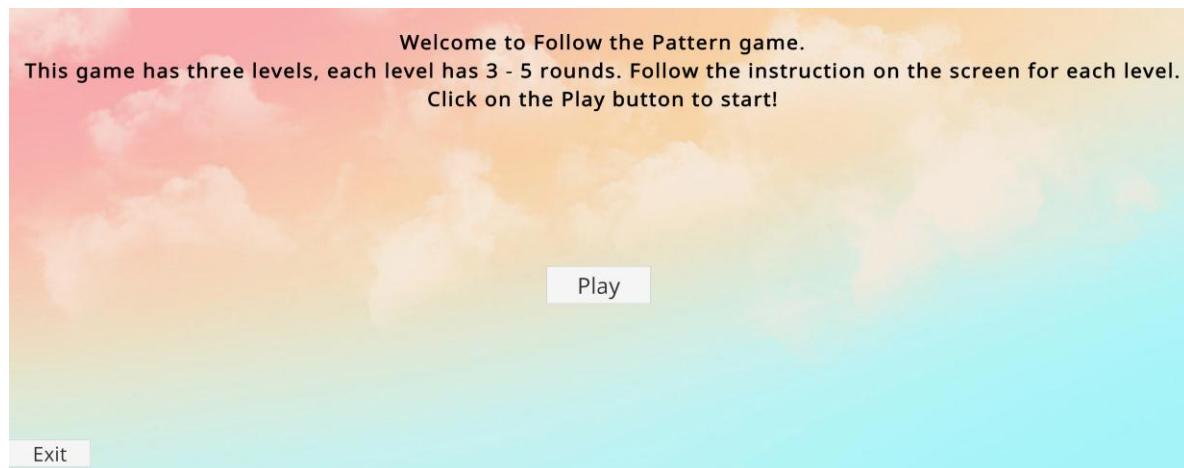 Welcome to Follow the Pattern game.
This game has three levels, each level has 3 - 5 rounds. Follow the instruction on the screen for each level.
Click on the Play button to start!
Play
Exit